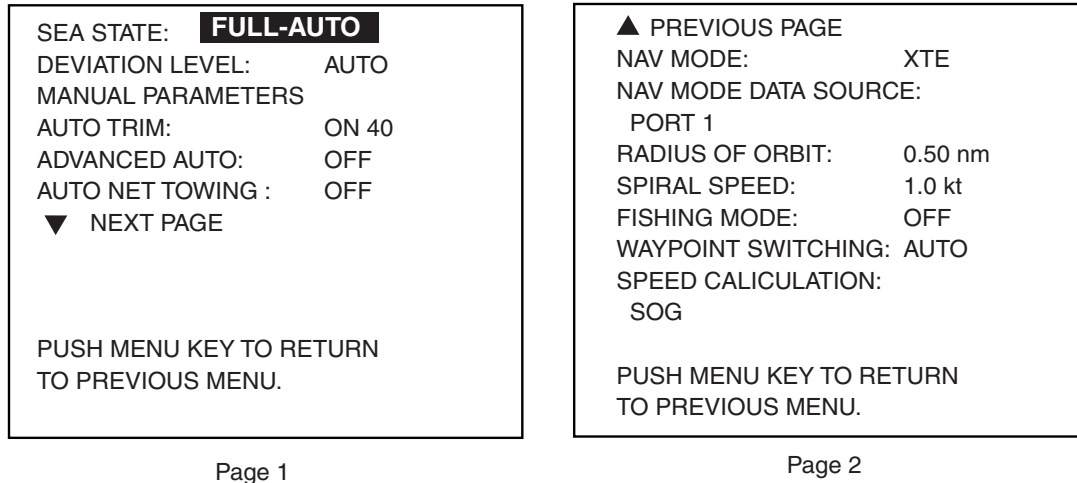 SEA STATE: FULL-AUTO
DEVIATION LEVEL: AUTO
MANUAL PARAMETERS
AUTO TRIM: ON 40
ADVANCED AUTO: OFF
AUTO NET TOWING : OFF
▼ NEXT PAGE
PUSH MENU KEY TO RETURN
TO PREVIOUS MENU.
Page 1
▲ PREVIOUS PAGE
NAV MODE: XTE
NAV MODE DATA SOURCE:
PORT 1
RADIUS OF ORBIT: 0.50 nm
SPIRAL SPEED: 1.0 kt
FISHING MODE: OFF
WAYPOINT SWITCHING: AUTO
SPEED CALICULATION:
SOG
PUSH MENU KEY TO RETURN
TO PREVIOUS MENU.
Page 2